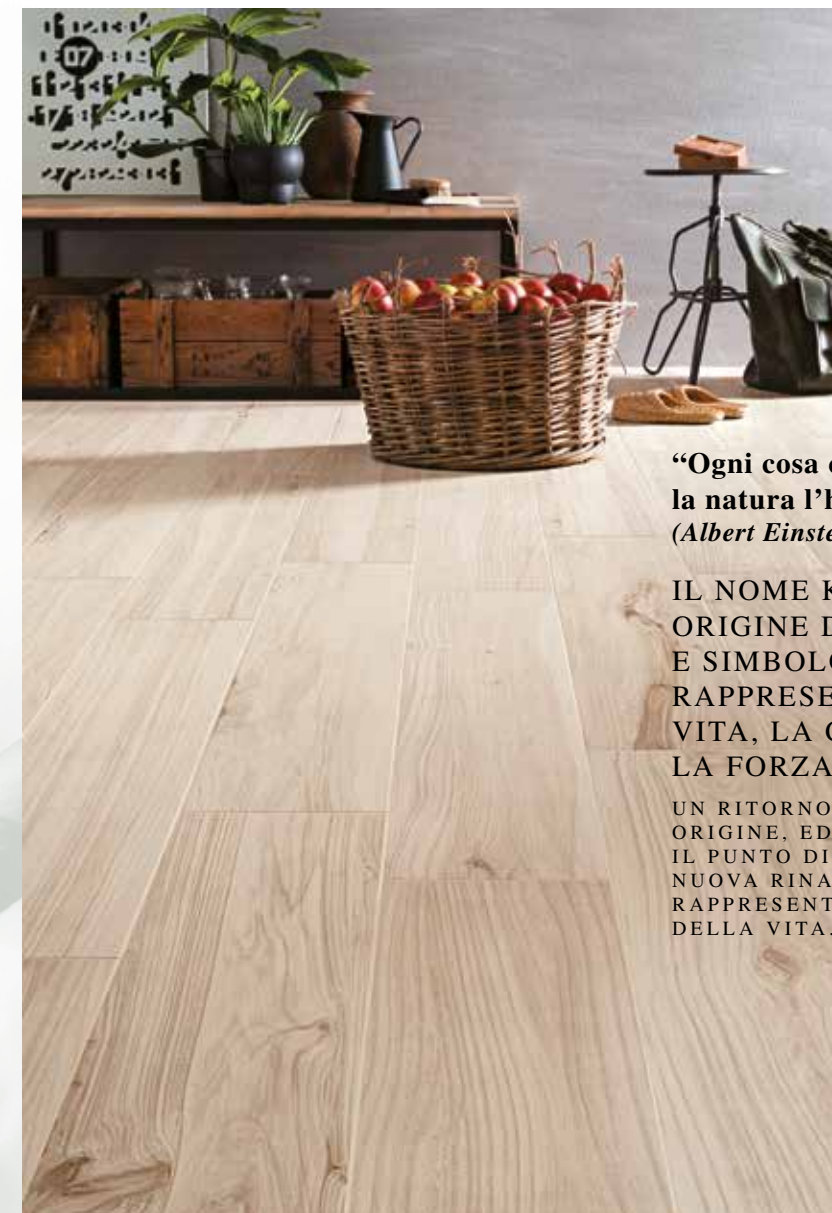 07
“Ogni cosa
la natura l’h
(Albert Einste
IL NOME K
ORIGINE D
E SIMBOLO
RAPPRESE
VITA, LA
LA FORZA
UN RITORNO
ORIGINE, ED
IL PUNTO DI
NUOVA RINA
RAPPRESENT
DELLA VITA.